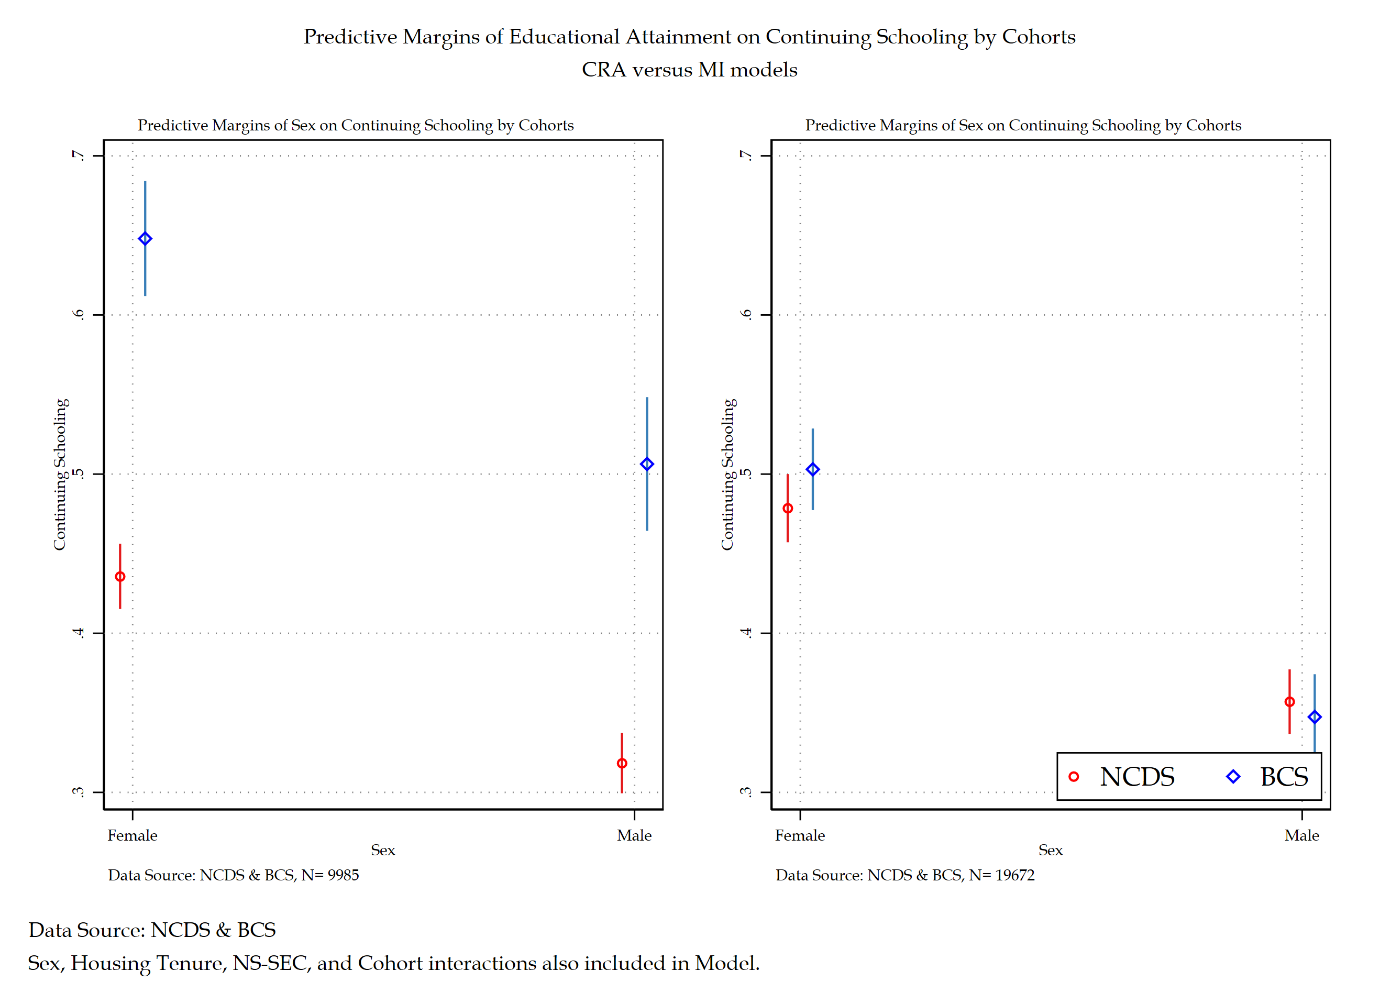 Predictive Margins of Educational Attainment on Continuing Schooling by Cohorts
CRA versus MI models
Predictive Margins of Sex on Continuing Schooling by Cohorts
Continuing Schooling
.7
.6
.5
.4
.3
Female
Male
Sex
Data Source: NCDS & BCS, N= 9985
Predictive Margins of Sex on Continuing Schooling by Cohorts
Continuing Schooling
.7
.6
.5
.4
.3
NCDS
BCS
Female
Male
Sex
Data Source: NCDS & BCS, N= 19672
Data Source: NCDS & BCS
Sex, Housing Tenure, NS-SEC, and Cohort interactions also included in Model.